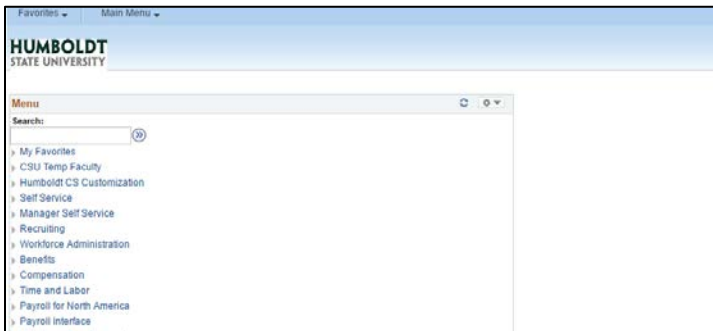 Favorites Main Menu
HUMBOLDT
STATE UNIVERSITY
Menu
Search:
My Favorites
CSU Temp Faculty
Humboldt CS Customization
Self Service
Manager Self Service
Recruiting
Workforce Administration
Benefits
Compensation
Time and Labor
Payroll for North America
Payroll Interface